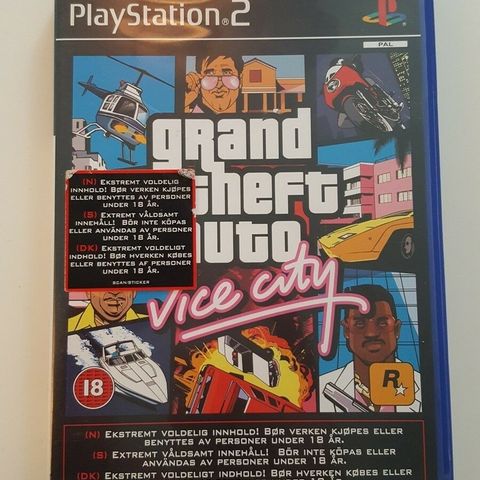 PlayStation®2
PAL
grand
theft
auto
vice city
(N) EKSTREMT VOLDELIG
INNHOLD! BØR VERKEN KJØPES
ELLER BENYTTES AV PERSONER
UNDER 18 ÅR.
(S) EXTREMT VÅLDSAMT
INNEHÅLL! BÖR INTE KÖPAS
ELLER ANVÄNDAS AV PERSONER
UNDER 18 ÅR.
(DK) EKSTREMT VOLDELIGT
INDHOLD! BØR HVERKEN KØBES
ELLER BENYTTES AF PERSONER
UNDER 18 ÅR.
SCAN/STICKER
18
R
(N) EKSTREMT VOLDELIG INNHOLD! BØR VERKEN KJØPES ELLER
BENYTTES AV PERSONER UNDER 18 ÅR.
(S) EXTREMT VÅLDSAMT INNEHÅLL! BÖR INTE KÖPAS ELLER
ANVÄNDAS AV PERSONER UNDER 18 ÅR.
(DK) EKSTREMT VOLDELIGT INDHOLD! BØR HVERKEN KØBES ELLER